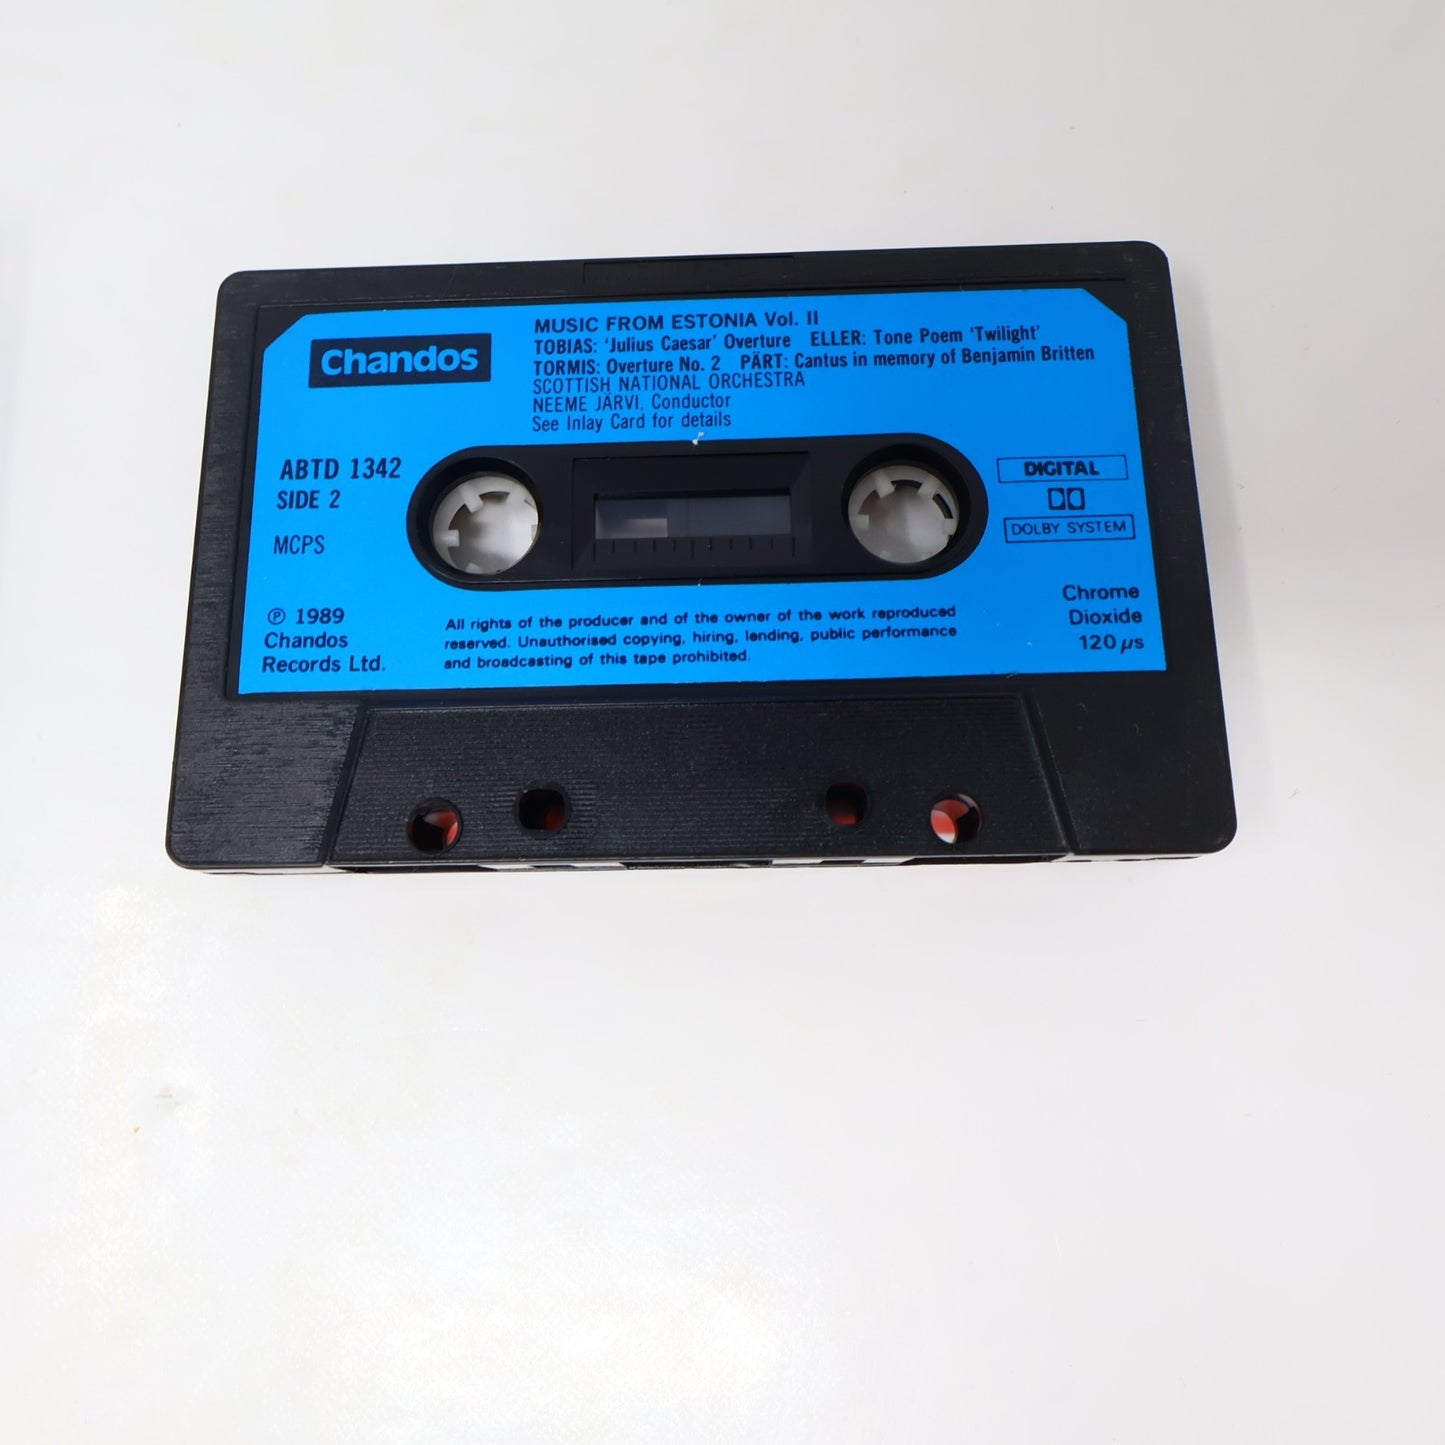 Chandos
MUSIC FROM ESTONIA Vol. II
TOBIAS: 'Julius Caesar' Overture ELLER: Tone Poem 'Twilight'
TORMIS: Overture No. 2 PÄRT: Cantus in memory of Benjamin Britten
SCOTTISH NATIONAL ORCHESTRA
NEEME JÄRVI, Conductor
See Inlay Card for details
ABTD 1342
SIDE 2
MCPS
DIGITAL
DOLBY SYSTEM
℗ 1989
Chandos
Records Ltd.
All rights of the producer and of the owner of the work reproduced
reserved. Unauthorised copying, hiring, lending, public performance
and broadcasting of this tape prohibited.
Chrome
Dioxide
120 µs